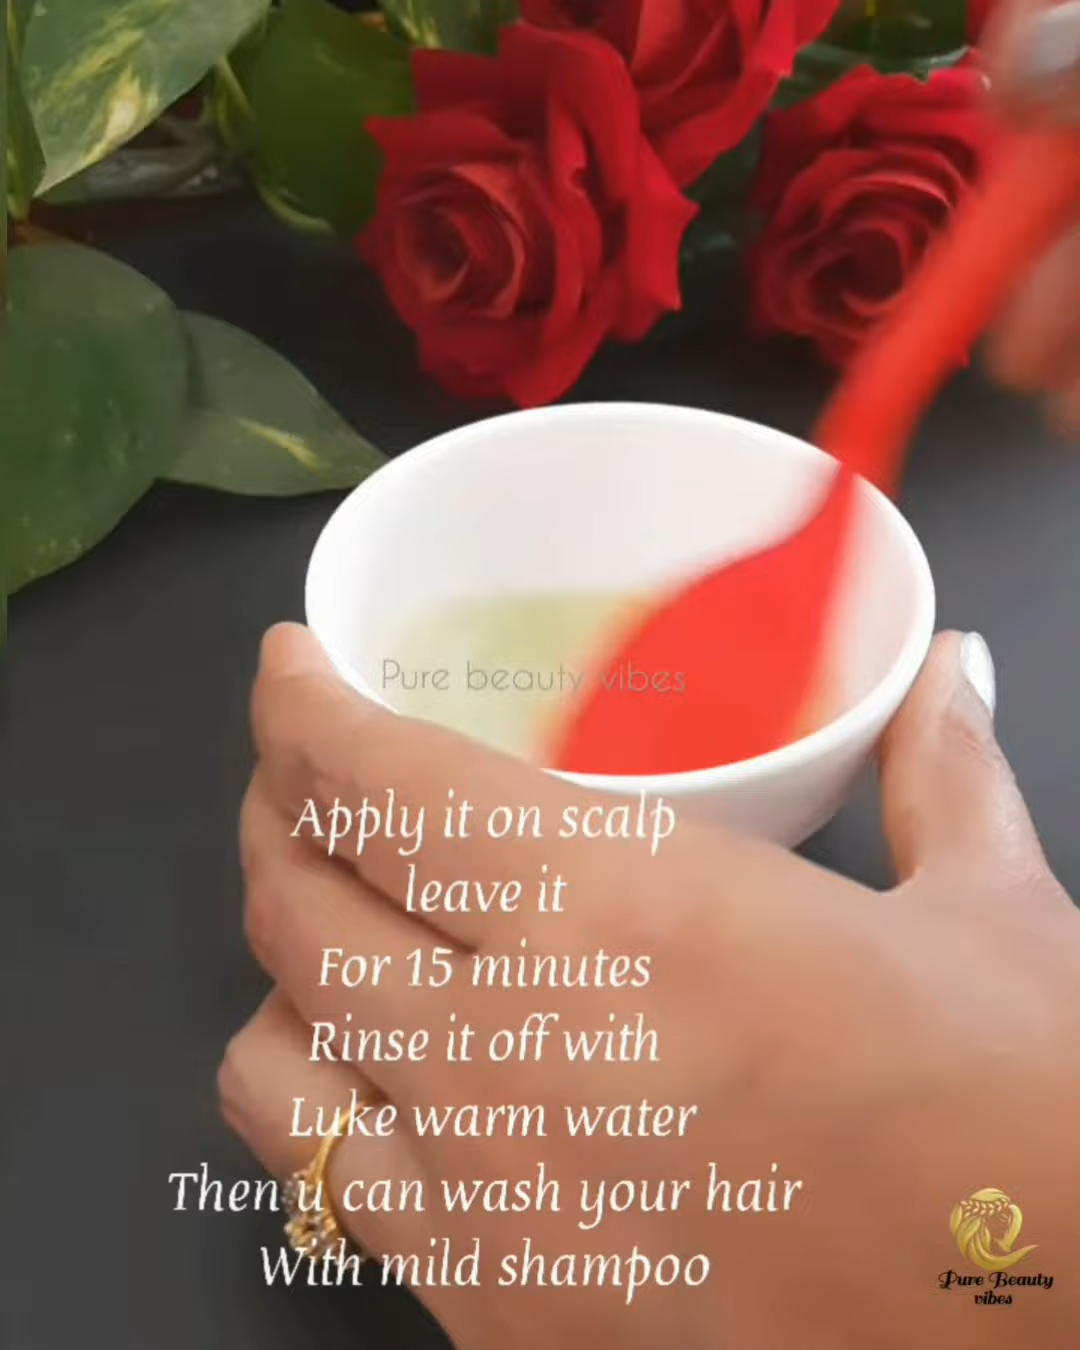 Pure beauty vibes
Apply it on scalp
leave it
For 15 minutes
Rinse it off with
Luke warm water
Then u can wash your hair
With mild shampoo
Pure Beauty
vibes